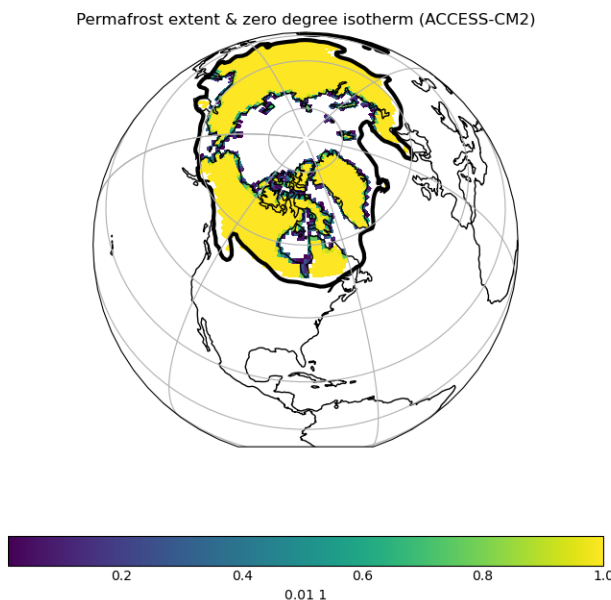 Permafrost extent & zero degree isotherm (ACCESS-CM2)
0.2 0.4 0.6 0.8 1.0
0.01 1